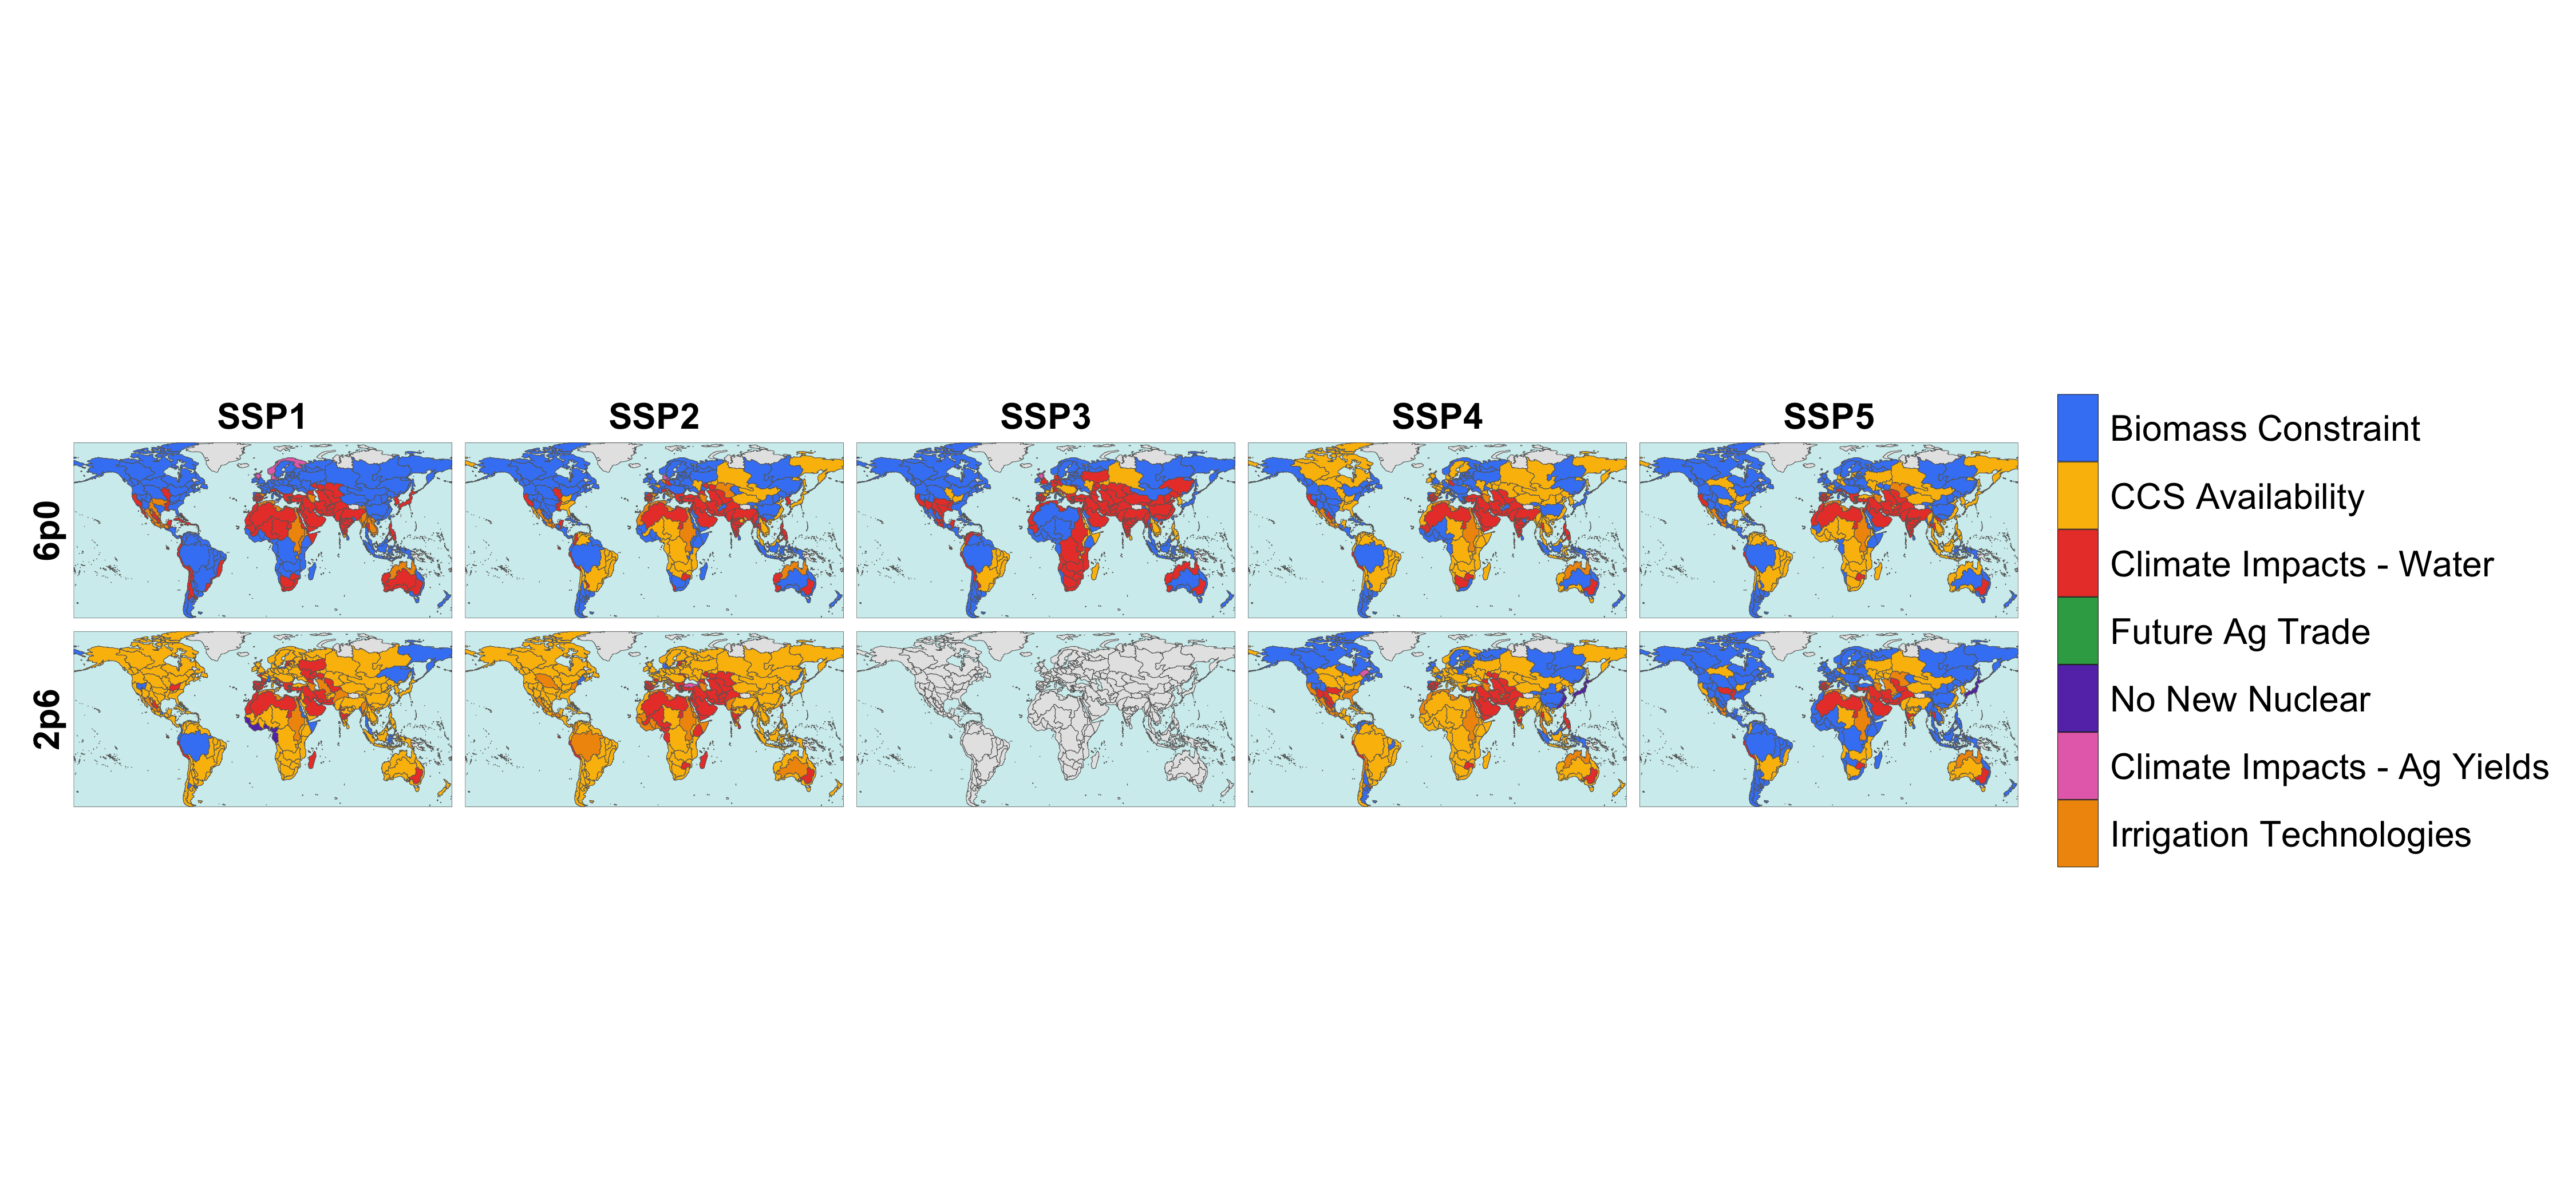 SSP1
SSP2
SSP3
SSP4
SSP5
6p0
2p6
Biomass Constraint
CCS Availability
Climate Impacts - Water
Future Ag Trade
No New Nuclear
Climate Impacts - Ag Yields
Irrigation Technologies